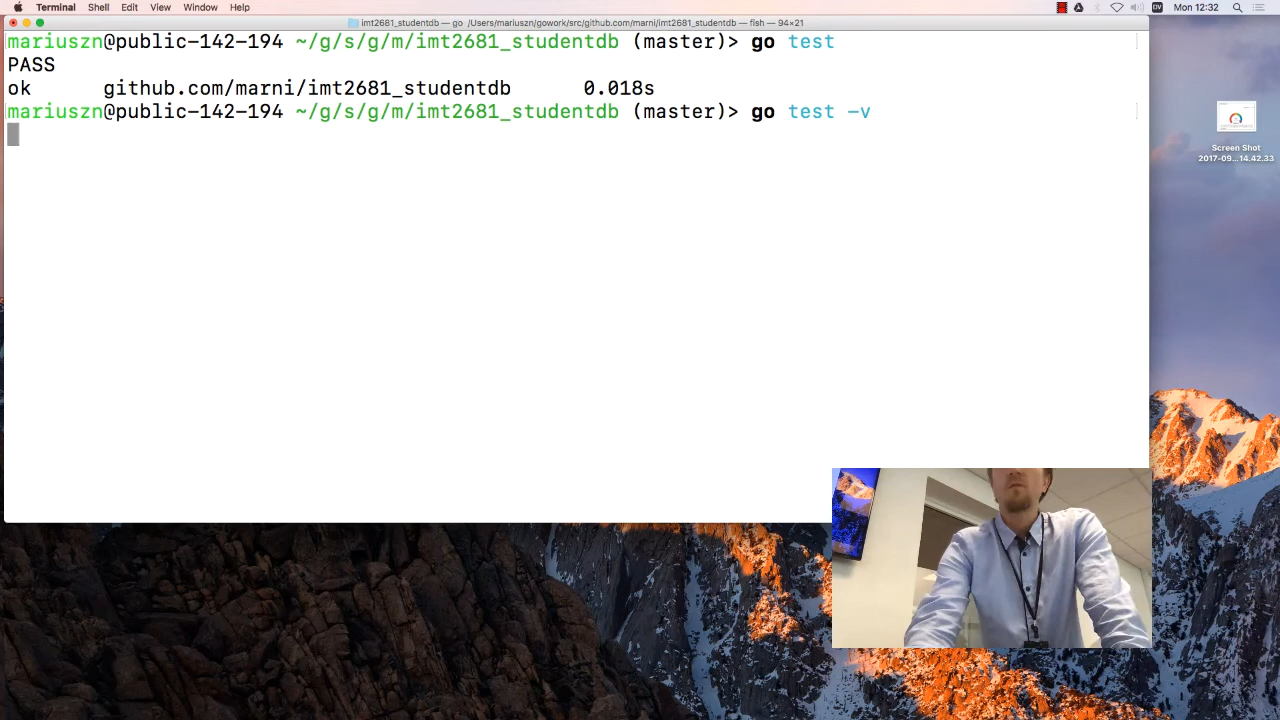 Terminal Shell Edit View Window Help
DV Mon 12:32
imt2681_studentdb — go /Users/mariuszn/gowork/src/github.com/marni/imt2681_studentdb — fish — 94×21
mariuszn@public-142-194 ~/g/s/g/m/imt2681_studentdb (master)> go test
PASS
ok github.com/marni/imt2681_studentdb 0.018s
mariuszn@public-142-194 ~/g/s/g/m/imt2681_studentdb (master)> go test -v
Screen Shot
2017-09...14.42.33